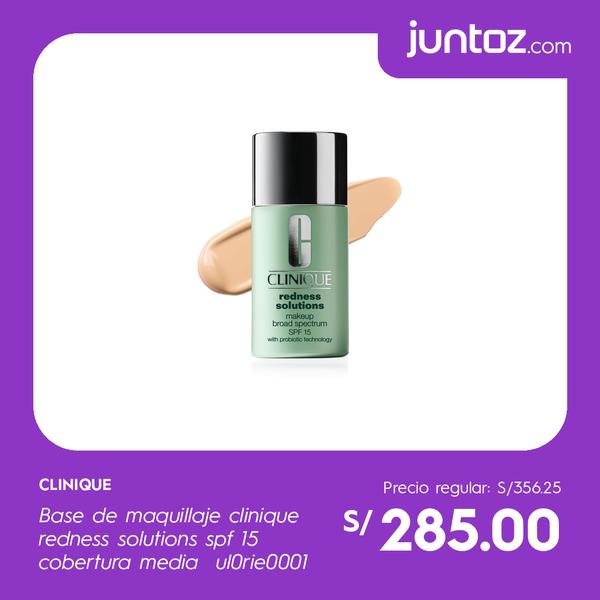 juntoz.com
C
CLINIQUE
redness
solutions
makeup
broad spectrum
SPF 15
with probiotic technology
CLINIQUE
Base de maquillaje clinique
redness solutions spf 15
cobertura media ul0rie0001
Precio regular: S/356.25
S/ 285.00